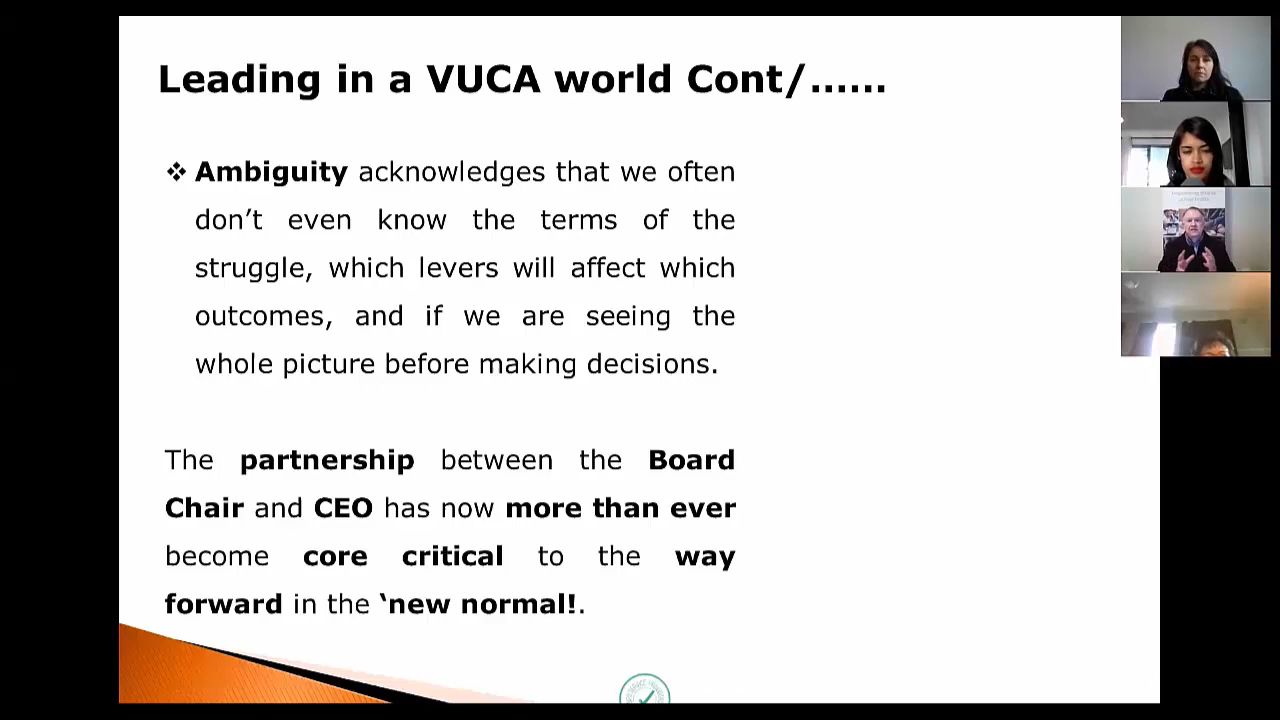 Leading in a VUCA world Cont/......
❖ Ambiguity acknowledges that we often
don’t even know the terms of the
struggle, which levers will affect which
outcomes, and if we are seeing the
whole picture before making decisions.
The partnership between the Board
Chair and CEO has now more than ever
become core critical to the way
forward in the ‘new normal!.